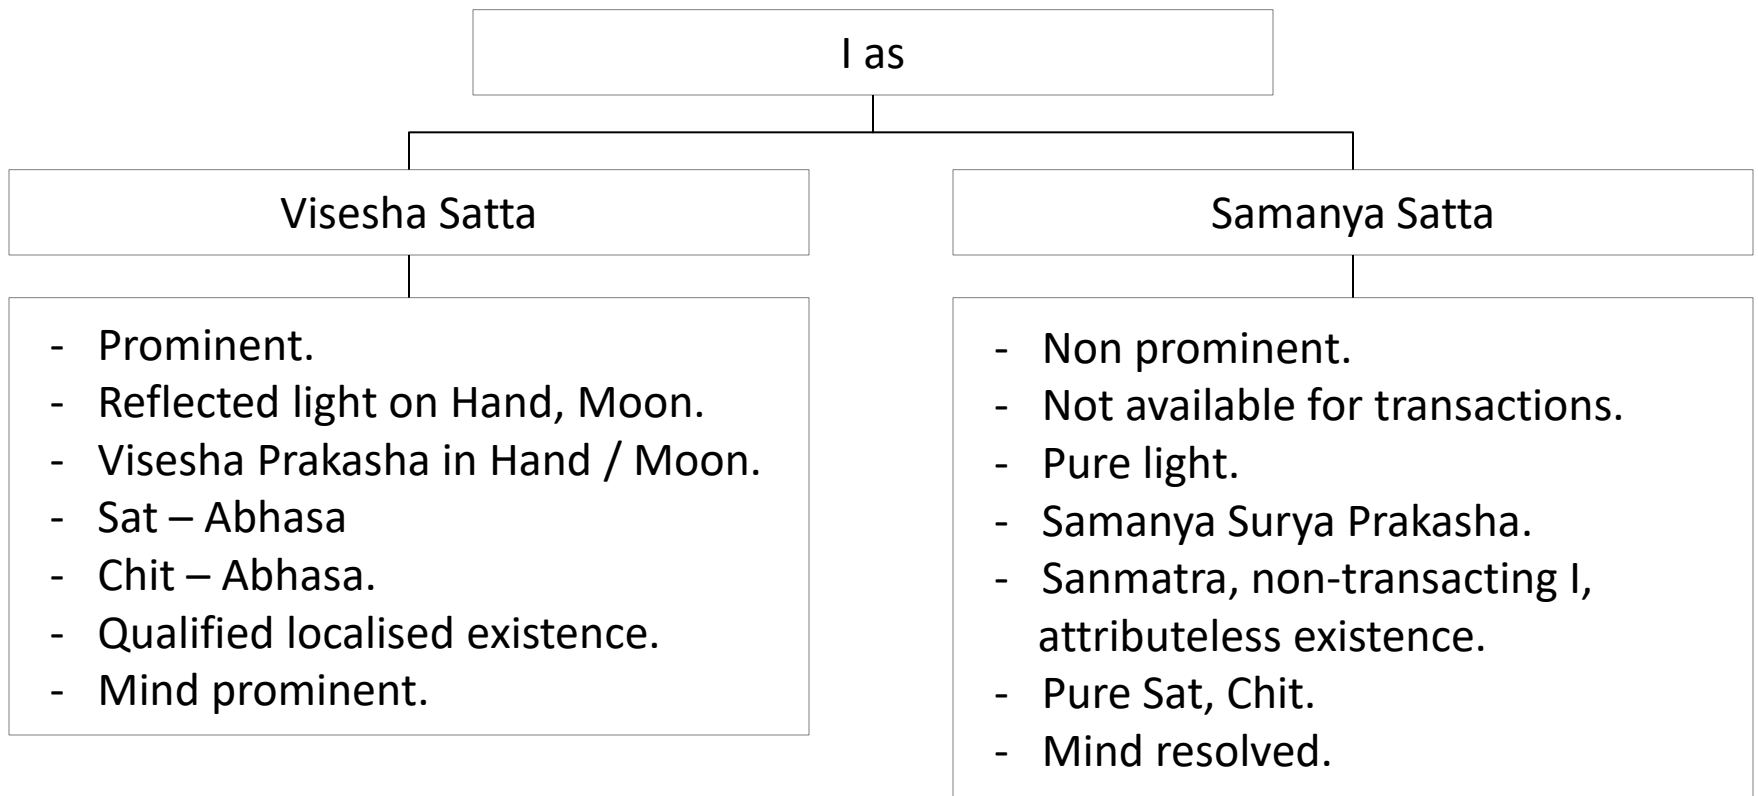 I as
Visesha Satta
- Prominent.
- Reflected light on Hand, Moon.
- Visesha Prakasha in Hand / Moon.
- Sat – Abhasa
- Chit – Abhasa.
- Qualified localised existence.
- Mind prominent.
Samanya Satta
- Non prominent.
- Not available for transactions.
- Pure light.
- Samanya Surya Prakasha.
- Sanmatra, non-transacting I,
attributeless existence.
- Pure Sat, Chit.
- Mind resolved.